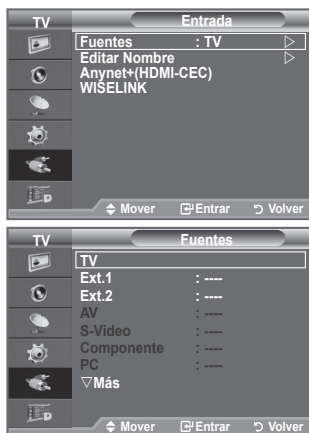 TV Entrada
Fuentes : TV ▷
Editar Nombre ▷
Anynet+(HDMI-CEC)
WISELINK
Mover Entrar Volver
TV Fuentes
TV
Ext.1 : ----
Ext.2 : ----
AV : ----
S-Video : ----
Componente : ----
PC : ----
▽Más
Mover Entrar Volver